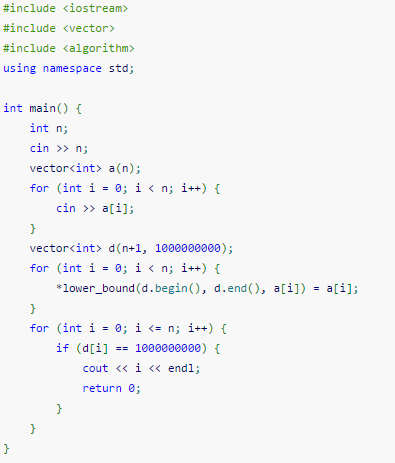 #include <iostream>
#include <vector>
#include <algorithm>
using namespace std;

int main() {
    int n;
    cin >> n;
    vector<int> a(n);
    for (int i = 0; i < n; i++) {
        cin >> a[i];
    }
    vector<int> d(n+1, 1000000000);
    for (int i = 0; i < n; i++) {
        *lower_bound(d.begin(), d.end(), a[i]) = a[i];
    }
    for (int i = 0; i <= n; i++) {
        if (d[i] == 1000000000) {
            cout << i << endl;
            return 0;
        }
    }
}